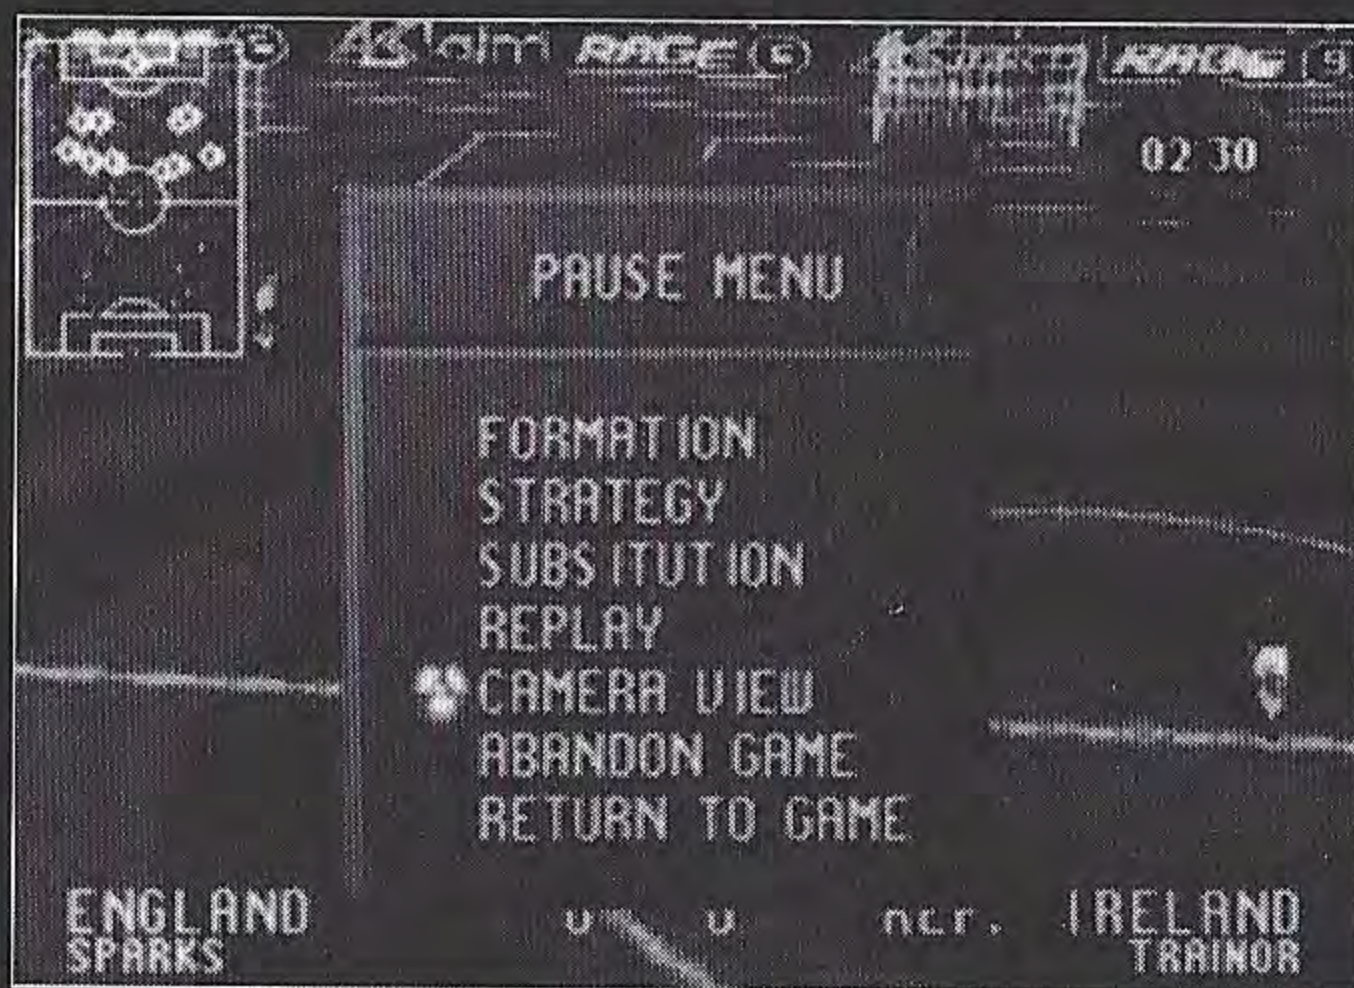 RAGE
02 30
PAUSE MENU
FORMATION
STRATEGY
SUBSITUTION
REPLAY
CAMERA VIEW
ABANDON GAME
RETURN TO GAME
ENGLAND
IRELAND
SPARKS
TRAINOR